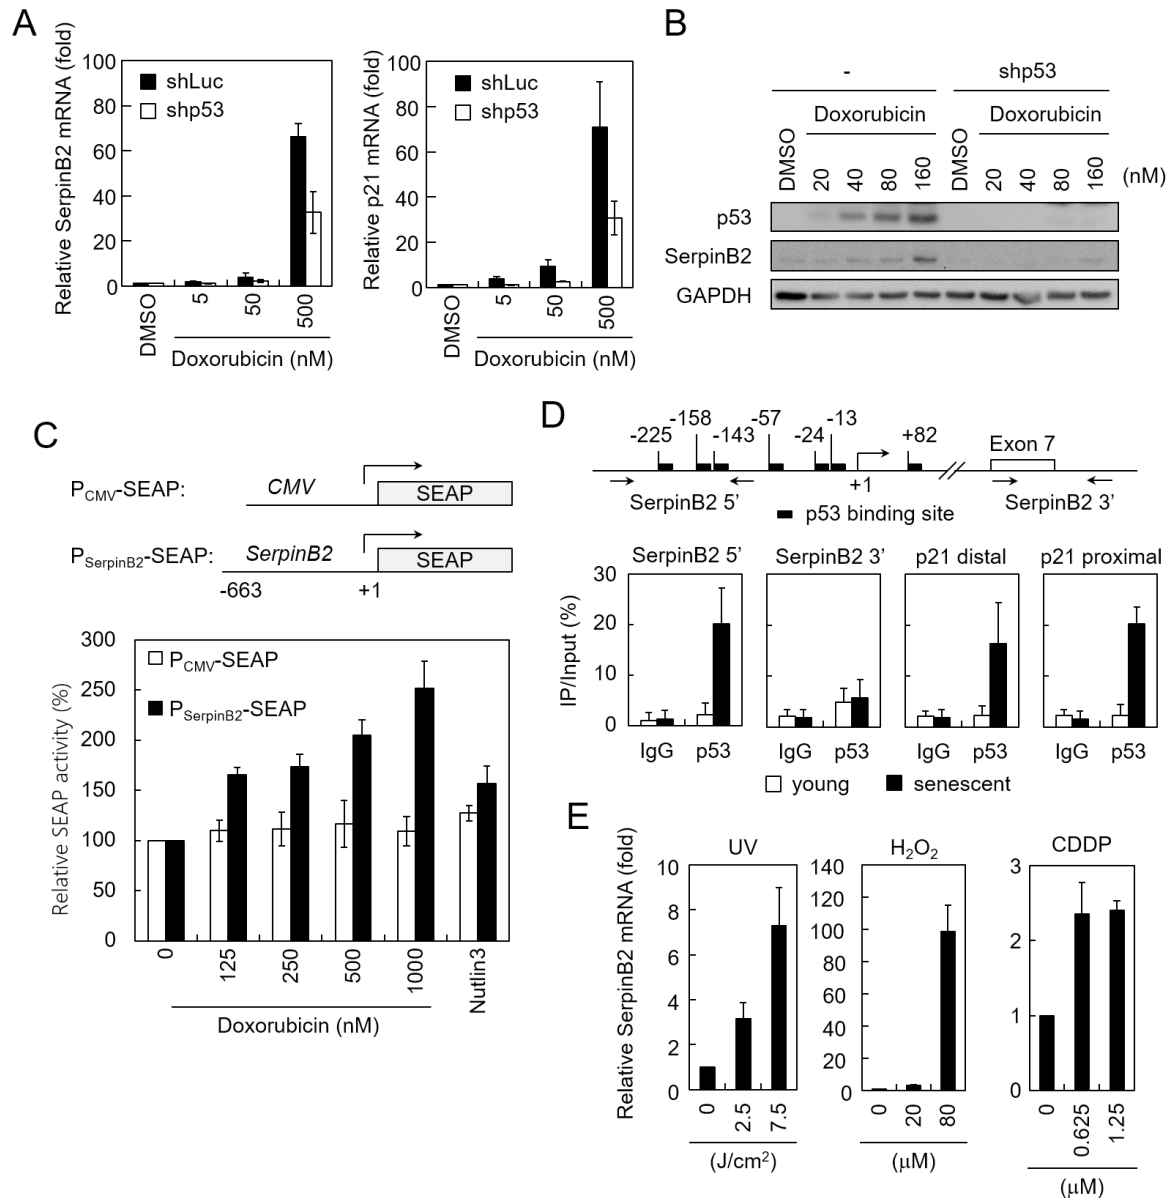 A
Relative SerpinB2 mRNA (fold)
100
80
60
40
20
0
shLuc
shp53
DMSO
5
50
500
Doxorubicin (nM)
Relative p21 mRNA (fold)
100
80
60
40
20
0
shLuc
shp53
DMSO
5
50
500
Doxorubicin (nM)
B
- shp53
Doxorubicin Doxorubicin
DMSO 20 40 80 160 DMSO 20 40 80 160 (nM)
p53
SerpinB2
GAPDH
C
PCMV-SEAP: CMV SEAP
PSerpinB2-SEAP: SerpinB2 SEAP
-663 +1
Relative SEAP activity (%)
300
250
200
150
100
50
0
PCMV-SEAP
PSerpinB2-SEAP
0 125 250 500 1000 Nutlin3
Doxorubicin (nM)
D
-225 -158 -143 -57 -24 -13 +82 Exon 7
SerpinB2 5’ +1 SerpinB2 3’
p53 binding site
SerpinB2 5’ SerpinB2 3’ p21 distal p21 proximal
IP/Input (%)
30
20
10
0
IgG p53 IgG p53 IgG p53 IgG p53
young senescent
E
Relative SerpinB2 mRNA (fold)
UV
10
8
6
4
2
0
0 2.5 7.5
(J/cm2)
H2O2
140
120
100
80
60
40
20
0
0 20 80
(μM)
CDDP
3
2
1
0
0 0.625 1.25
(μM)